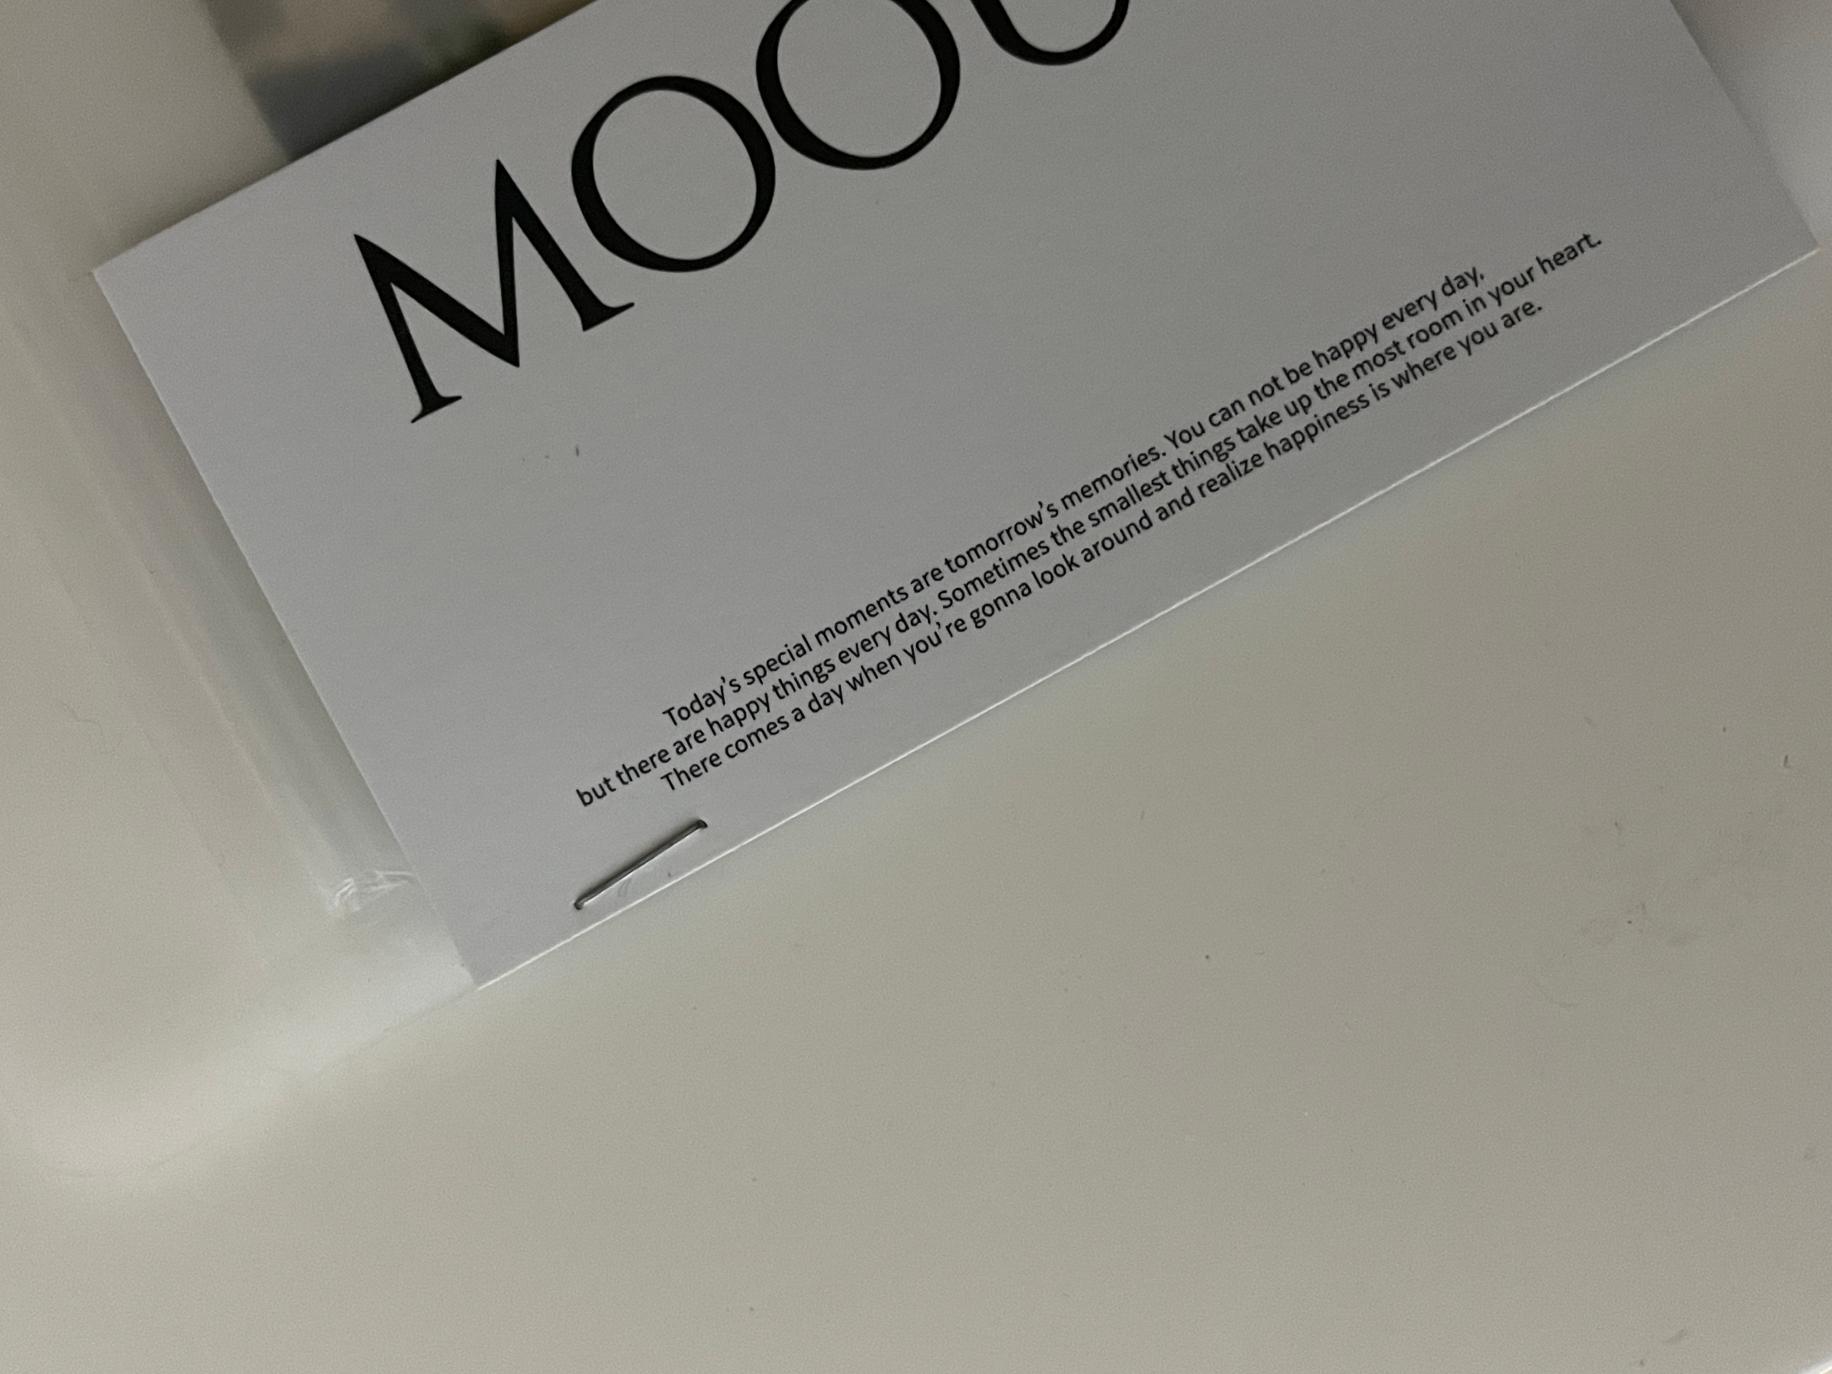 MOO
Today's special moments are tomorrow's memories. You can not be happy every day,
but there are happy things every day. Sometimes the smallest things take up the most room in your heart.
There comes a day when you're gonna look around and realize happiness is where you are.